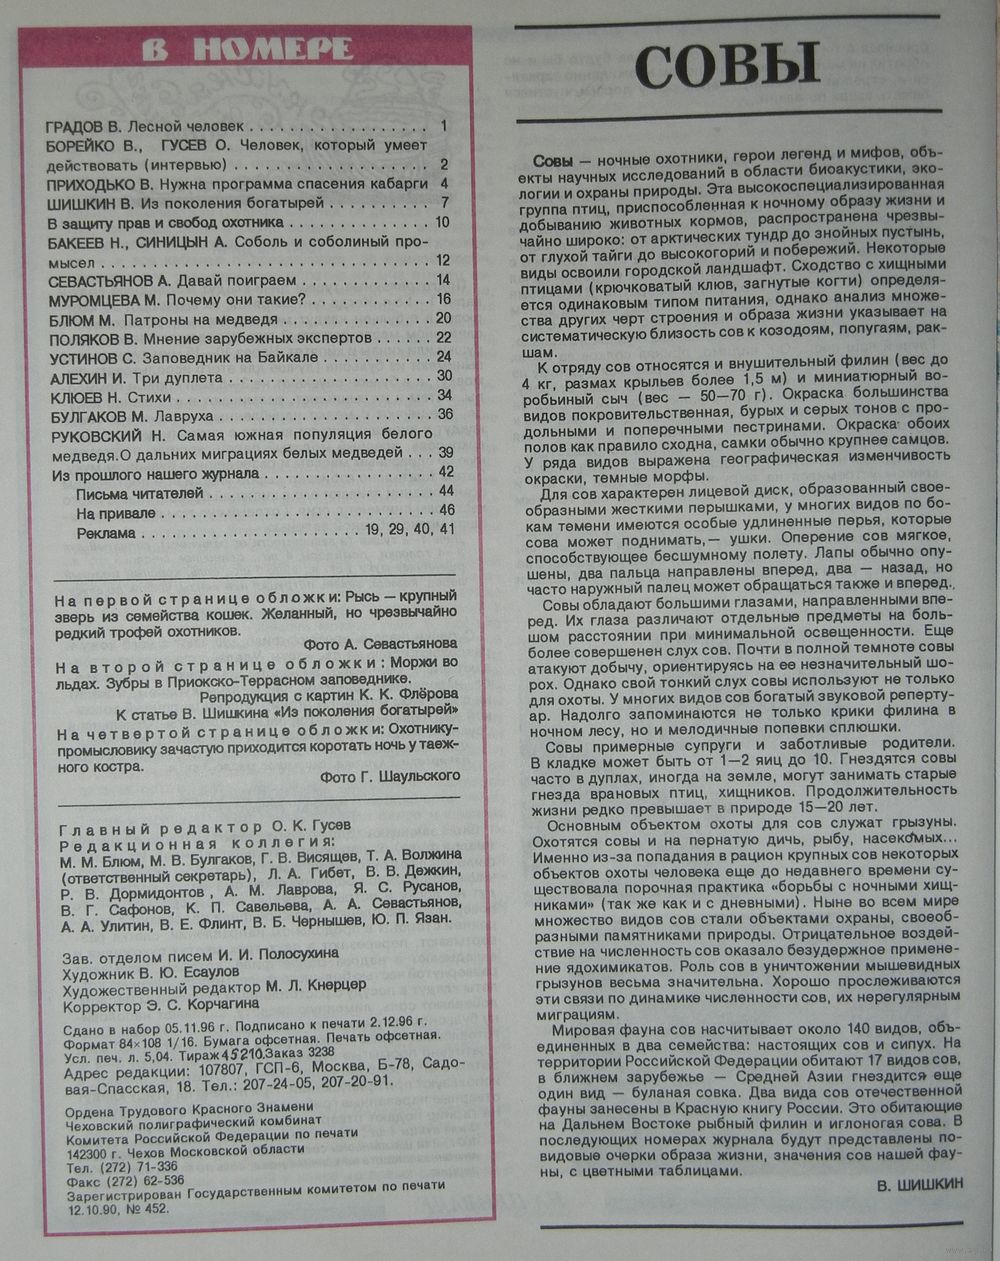 В НОМЕРЕ
ГРАДОВ В. Лесной человек . . . . . . . . . . . . . . . . . . 1
БОРЕЙКО В., ГУСЕВ О. Человек, который умеет
действовать (интервью) . . . . . . . . . . . . . . . . . . . . 2
ПРИХОДЬКО В. Нужна программа спасения кабарги 4
ШИШКИН В. Из поколения богатырей . . . . . . . . . . 7
В защиту прав и свобод охотника . . . . . . . . . . . . . . 10
БАКЕЕВ Н., СИНИЦЫН А. Соболь и соболиный про-
мысел . . . . . . . . . . . . . . . . . . . . . . . . . . . . . . . . . 12
СЕВАСТЬЯНОВ А. Давай поиграем . . . . . . . . . . . . . 14
МУРОМЦЕВА М. Почему они такие? . . . . . . . . . . . . 16
БЛЮМ М. Патроны на медведя . . . . . . . . . . . . . . . 20
ПОЛЯКОВ В. Мнение зарубежных экспертов . . . . . . 22
УСТИНОВ С. Заповедник на Байкале . . . . . . . . . . . 24
АЛЕХИН И. Три дуплета . . . . . . . . . . . . . . . . . . . . 30
КЛЮЕВ Н. Стихи . . . . . . . . . . . . . . . . . . . . . . . . . 34
БУЛГАКОВ М. Лавруха . . . . . . . . . . . . . . . . . . . . . 36
РУКОВСКИЙ Н. Самая южная популяция белого
медведя.О дальних миграциях белых медведей . . . 39
Из прошлого нашего журнала . . . . . . . . . . . . . . . . 42
Письма читателей . . . . . . . . . . . . . . . . . . . . . . . 44
На привале . . . . . . . . . . . . . . . . . . . . . . . . . . . . 46
Реклама . . . . . . . . . . . . . . . . . . . . . 19, 29, 40, 41
На первой странице обложки: Рысь — крупный
зверь из семейства кошек. Желанный, но чрезвычайно
редкий трофей охотников.
Фото А. Севастьянова
На второй странице обложки: Моржи во
льдах. Зубры в Приокско-Террасном заповеднике.
Репродукция с картин К. К. Флёрова
К статье В. Шишкина «Из поколения богатырей»
На четвертой странице обложки: Охотнику-
промысловику зачастую приходится коротать ночь у таеж-
ного костра.
Фото Г. Шаульского
Главный редактор О. К. Гусев
Редакционная коллегия:
М. М. Блюм, М. В. Булгаков, Г. В. Висящев, Т. А. Волжина
(ответственный секретарь), Л. А. Гибет, В. В. Дежкин,
Р. В. Дормидонтов, А. М. Лаврова, Я. С. Русанов,
В. Г. Сафонов, К. П. Савельева, А. А. Севастьянов,
А. А. Улитин, В. Е. Флинт, В. Б. Чернышев, Ю. П. Язан.
Зав. отделом писем И. И. Полосухина
Художник В. Ю. Есаулов
Художественный редактор М. Л. Кнерцер
Корректор Э. С. Корчагина
Сдано в набор 05.11.96 г. Подписано к печати 2.12.96 г.
Формат 84×108 1/16. Бумага офсетная. Печать офсетная.
Усл. печ. л. 5,04. Тираж 45210. Заказ 3238
Адрес редакции: 107807, ГСП-6, Москва, Б-78, Садо-
вая-Спасская, 18. Тел.: 207-24-05, 207-20-91.
Ордена Трудового Красного Знамени
Чеховский полиграфический комбинат
Комитета Российской Федерации по печати
142300 г. Чехов Московской области
Тел. (272) 71-336
Факс (272) 62-536
Зарегистрирован Государственным комитетом по печати
12.10.90, № 452.
СОВЫ
Совы — ночные охотники, герои легенд и мифов, объ-
екты научных исследований в области биоакустики, эко-
логии и охраны природы. Эта высокоспециализированная
группа птиц, приспособленная к ночному образу жизни и
добыванию животных кормов, распространена чрезвы-
чайно широко: от арктических тундр до знойных пустынь,
от глухой тайги до высокогорий и побережий. Некоторые
виды освоили городской ландшафт. Сходство с хищными
птицами (крючковатый клюв, загнутые когти) определя-
ется одинаковым типом питания, однако анализ множе-
ства других черт строения и образа жизни указывает на
систематическую близость сов к козодоям, попугаям, рак-
шам.
К отряду сов относятся и внушительный филин (вес до
4 кг, размах крыльев более 1,5 м) и миниатюрный во-
робьиный сыч (вес — 50—70 г). Окраска большинства
видов покровительственная, бурых и серых тонов с про-
дольными и поперечными пестринами. Окраска обоих
полов как правило сходна, самки обычно крупнее самцов.
У ряда видов выражена географическая изменчивость
окраски, темные морфы.
Для сов характерен лицевой диск, образованный свое-
образными жесткими перышками, у многих видов по бо-
кам темени имеются особые удлиненные перья, которые
сова может поднимать,— ушки. Оперение сов мягкое,
способствующее бесшумному полету. Лапы обычно опу-
шены, два пальца направлены вперед, два — назад, но
часто наружный палец может обращаться также и вперед.
Совы обладают большими глазами, направленными впе-
ред. Их глаза различают отдельные предметы на боль-
шом расстоянии при минимальной освещенности. Еще
более совершенен слух сов. Почти в полной темноте совы
атакуют добычу, ориентируясь на ее незначительный шо-
рох. Однако свой тонкий слух совы используют не только
для охоты. У многих видов сов богатый звуковой реперту-
ар. Надолго запоминаются не только крики филина в
ночном лесу, но и мелодичные попевки сплюшки.
Совы примерные супруги и заботливые родители.
В кладке может быть от 1—2 яиц до 10. Гнездятся совы
часто в дуплах, иногда на земле, могут занимать старые
гнезда врановых птиц, хищников. Продолжительность
жизни редко превышает в природе 15—20 лет.
Основным объектом охоты для сов служат грызуны.
Охотятся совы и на пернатую дичь, рыбу, насекомых...
Именно из-за попадания в рацион крупных сов некоторых
объектов охоты человека еще до недавнего времени су-
ществовала порочная практика «борьбы с ночными хищ-
никами» (так же как и с дневными). Ныне во всем мире
множество видов сов стали объектами охраны, своеоб-
разными памятниками природы. Отрицательное воздей-
ствие на численность сов оказало безудержное примене-
ние ядохимикатов. Роль сов в уничтожении мышевидных
грызунов весьма значительна. Хорошо прослеживаются
эти связи по динамике численности сов, их нерегулярным
миграциям.
Мировая фауна сов насчитывает около 140 видов, объ-
единенных в два семейства: настоящих сов и сипух. На
территории Российской Федерации обитают 17 видов сов,
в ближнем зарубежье — Средней Азии гнездится еще
один вид — буланая совка. Два вида сов отечественной
фауны занесены в Красную книгу России. Это обитающие
на Дальнем Востоке рыбный филин и иглоногая сова. В
последующих номерах журнала будут представлены по-
видовые очерки образа жизни, значения сов нашей фау-
ны, с цветными таблицами.
В. ШИШКИН